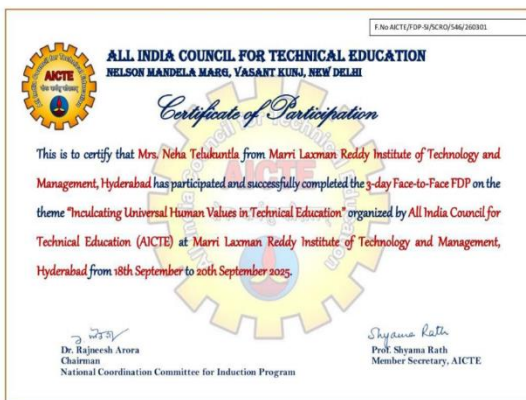 F.No AICTE/FDP-SI/SCRO/546/260301
ALL INDIA COUNCIL FOR TECHNICAL EDUCATION
NELSON MANDELA MARG, VASANT KUNJ, NEW DELHI
AICTE
Certificate of Participation
This is to certify that Mrs. Neha Telukuntla from Marri Laxman Reddy Institute of Technology and
Management, Hyderabad has participated and successfully completed the 3-day Face-to-Face FDP on the
theme "Inculcating Universal Human Values in Technical Education" organized by All India Council for
Technical Education (AICTE) at Marri Laxman Reddy Institute of Technology and Management,
Hyderabad from 18th September to 20th September 2025.
Shyama Rath
Dr. Rajneesh Arora
Chairman
National Coordination Committee for Induction Program
Prof. Shyama Rath
Member Secretary, AICTE